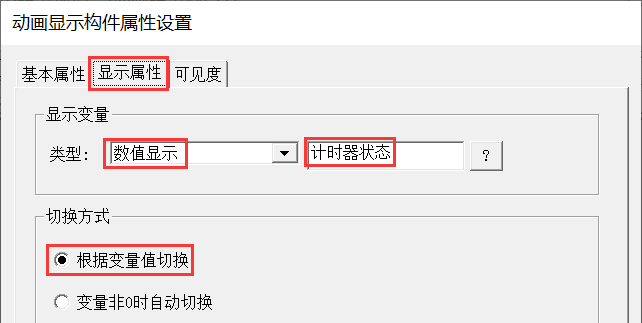 动画显示构件属性设置
基本属性 显示属性 可见度
显示变量
类型: 数值显示 计时器状态 ?
切换方式
根据变量值切换
变量非0时自动切换